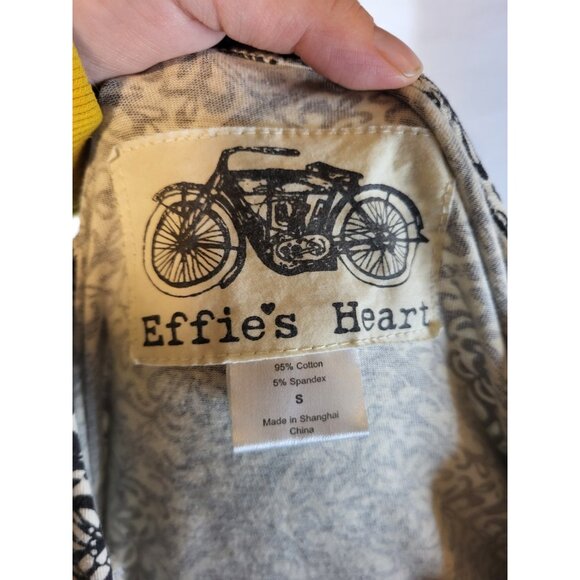 Effie's Heart
95% Cotton
5% Spandex
S
Made in Shanghai
China